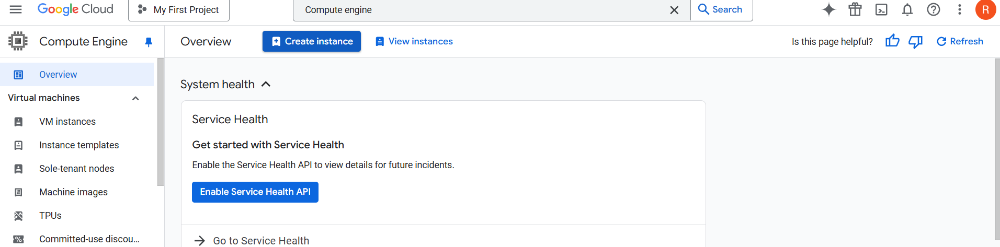 Google Cloud
My First Project
Compute engine
Search
R
Compute Engine
Overview
Create instance
View instances
Is this page helpful?
Refresh
Overview
Virtual machines
VM instances
Instance templates
Sole-tenant nodes
Machine images
TPUs
Committed-use discou...
System health
Service Health
Get started with Service Health
Enable the Service Health API to view details for future incidents.
Enable Service Health API
Go to Service Health